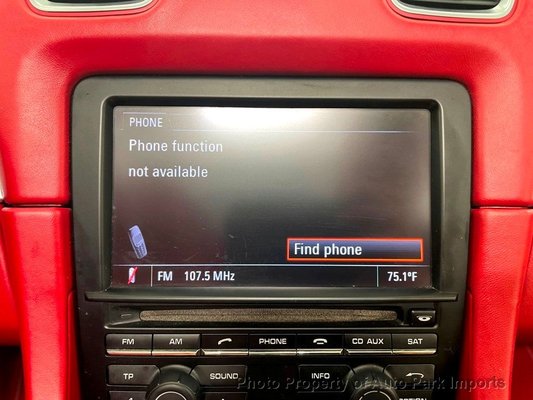 PHONE
Phone function
not available
Find phone
FM 107.5 MHz 75.1°F
FM AM PHONE CD AUX SAT
TP SOUND INFO
OPTION
Photo Property of Auto Park Imports